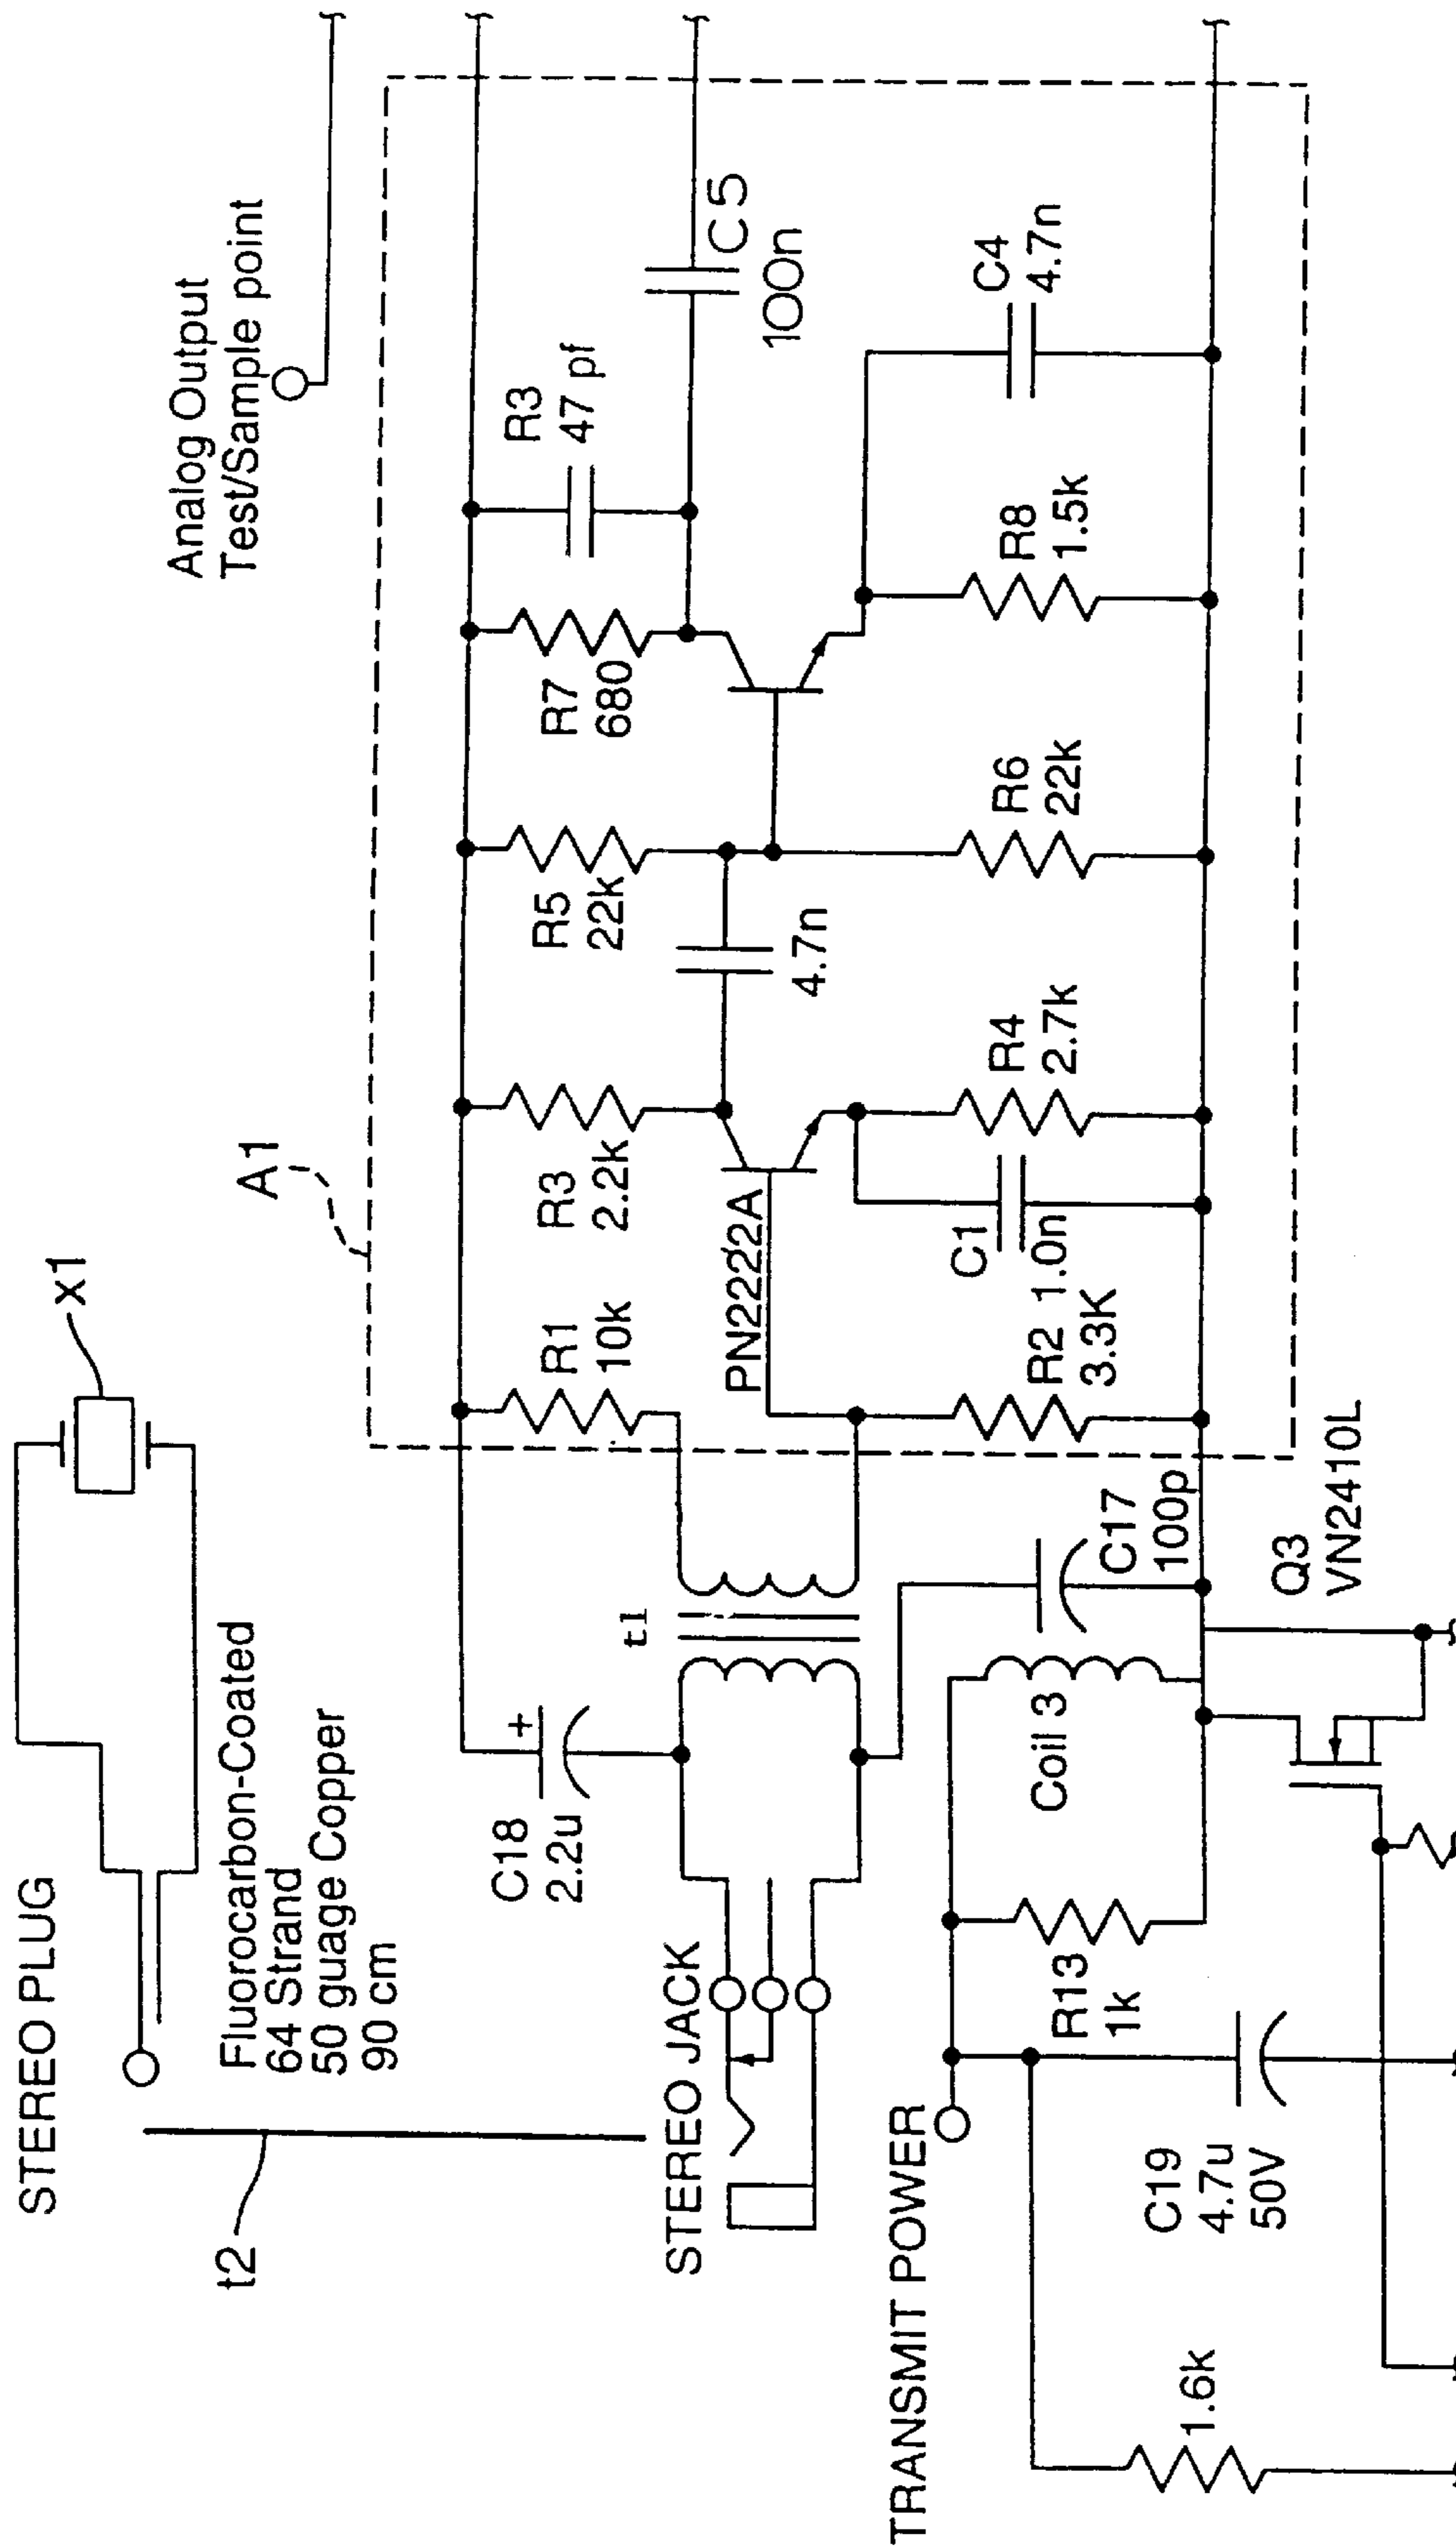 STEREO PLUG
x1
Fluorocarbon-Coated
64 Strand
50 guage Copper
90 cm
t2
Analog Output
Test/Sample point
A1
C18
2.2u
+
t1
STEREO JACK
R1
10k
R3
2.2k
R5
22k
R7
680
R3
47 pf
C5
100n
4.7n
PN2222A
C1
1.0n
R2
3.3K
R4
2.7k
R6
22k
R8
1.5k
C4
4.7n
TRANSMIT POWER
R13
1k
Coil 3
C17
100p
C19
4.7u
50V
1.6k
Q3
VN2410L